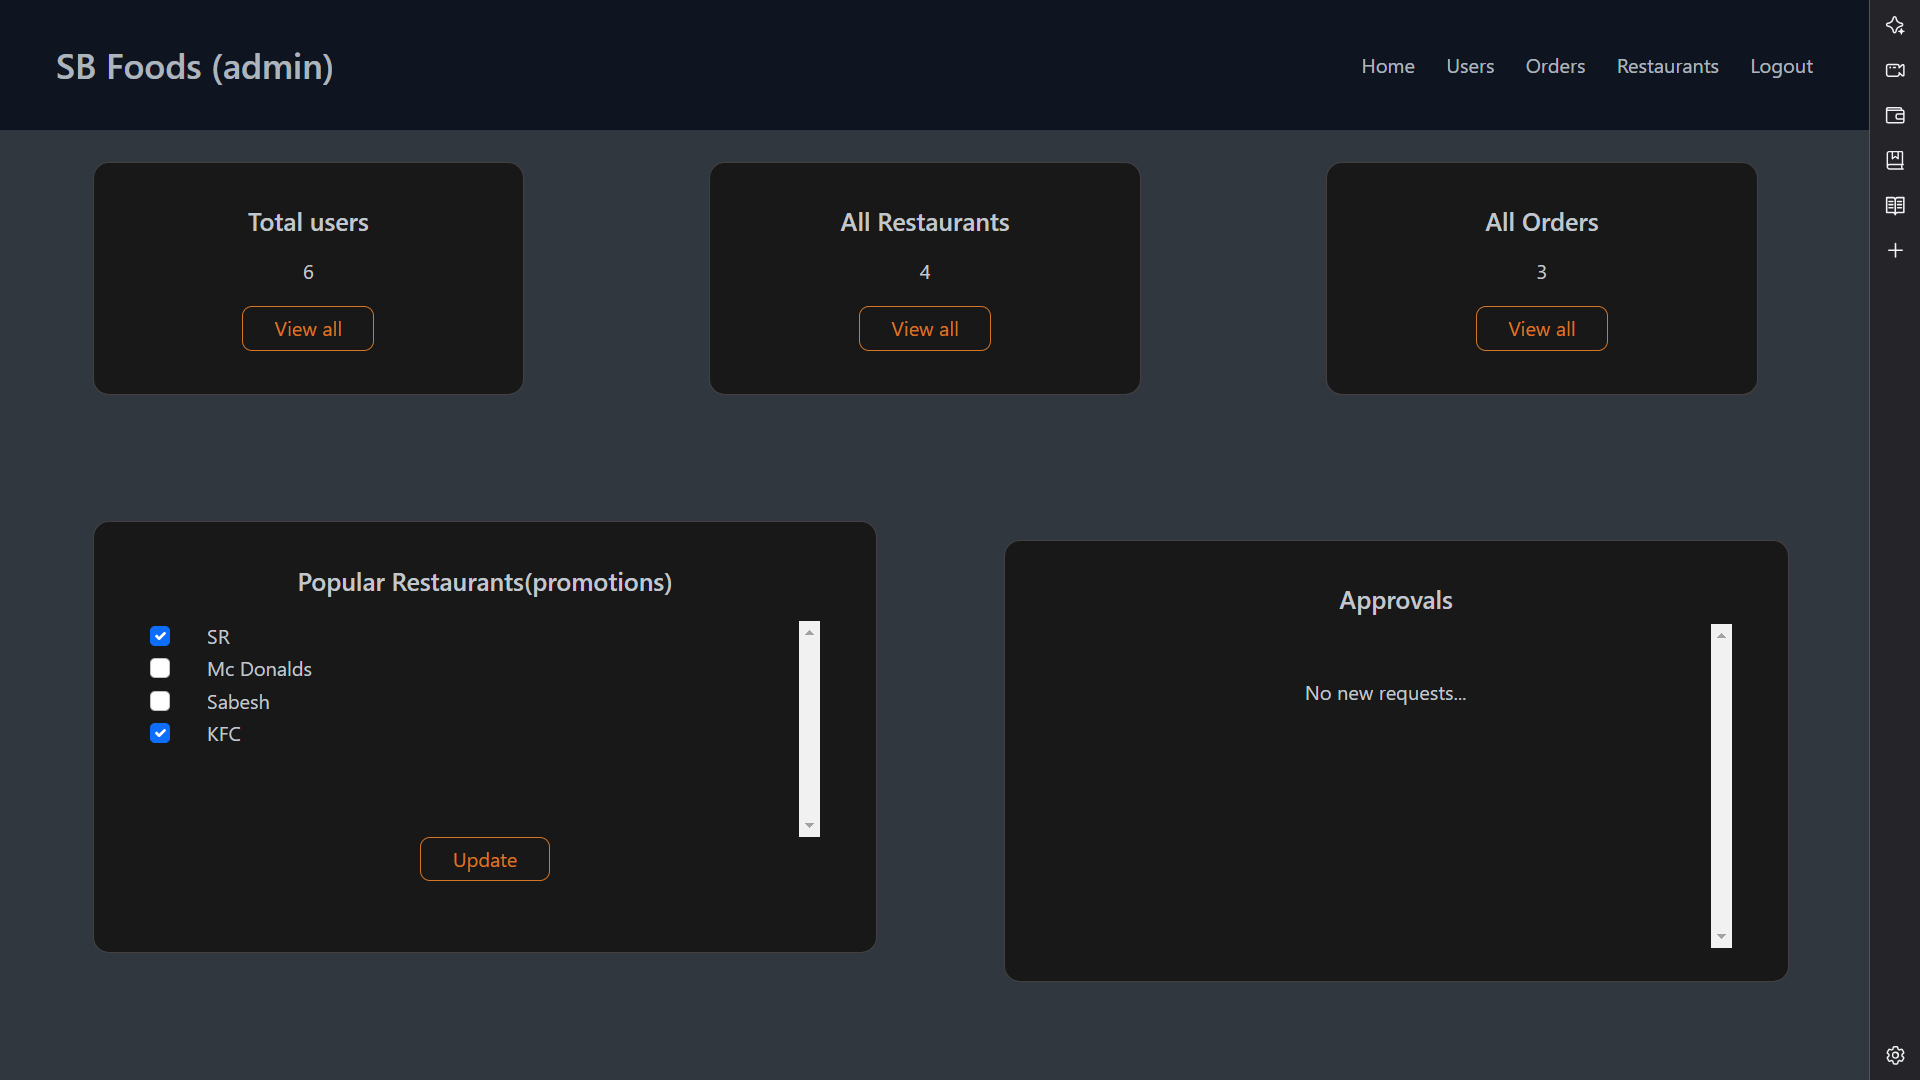 SB Foods (admin)
Home Users Orders Restaurants Logout
Total users
6
View all
All Restaurants
4
View all
All Orders
3
View all
Popular Restaurants(promotions)
SR
Mc Donalds
Sabesh
KFC
Update
Approvals
No new requests...